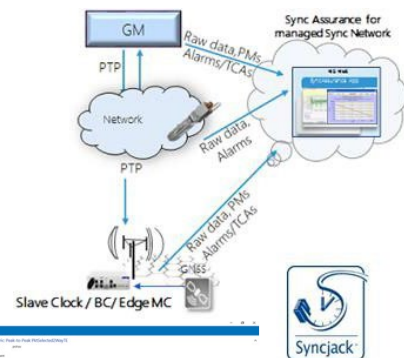 Sync Assurance for
managed Sync Network
GM
Raw data, PMs
Alarms/TCAs
PTP
Network
Raw data,
Alarms
PTP
Raw data, PMs
Alarms/TCAs
GNSS
Slave Clock / BC/ Edge MC
Syncjack